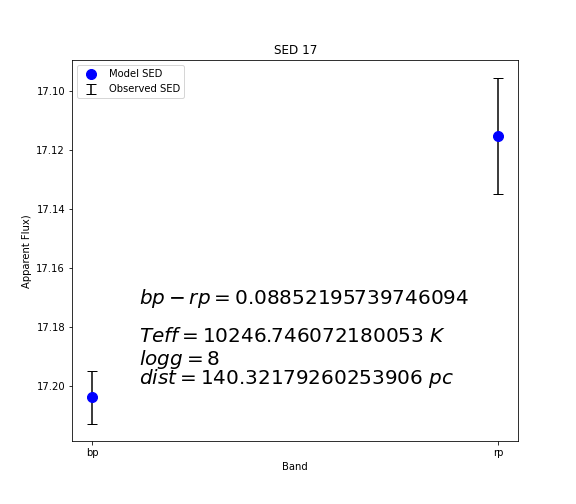 SED 17
Model SED
Observed SED
17.10
17.12
17.14
17.16
17.18
17.20
Apparent Flux)
bp − rp = 0.08852195739746094
Teff = 10246.746072180053 K
logg = 8
dist = 140.32179260253906 pc
bp
rp
Band